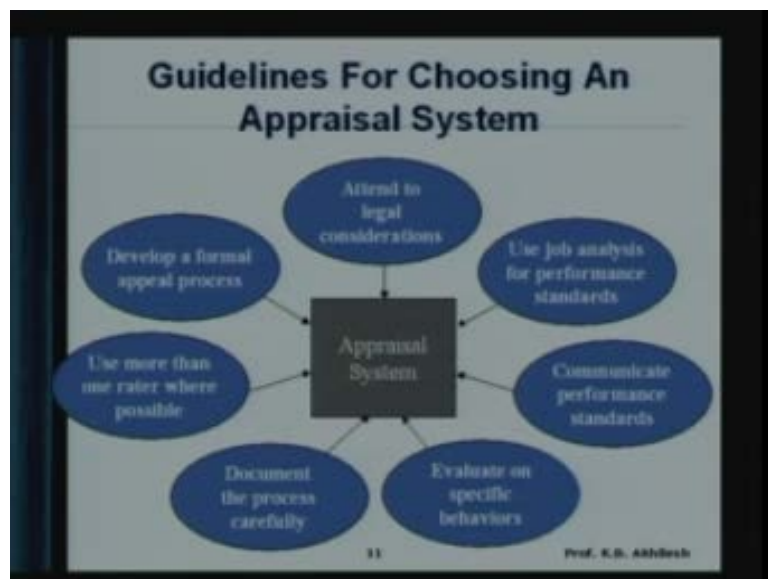 Guidelines For Choosing An
Appraisal System
Attend to
legal
considerations
Develop a formal
appeal process
Use job analysis
for performance
standards
Appraisal
System
Use more than
one rater where
possible
Communicate
performance
standards
Document
the process
carefully
Evaluate on
specific
behaviors
11
Prof. K.B. Akhilesh